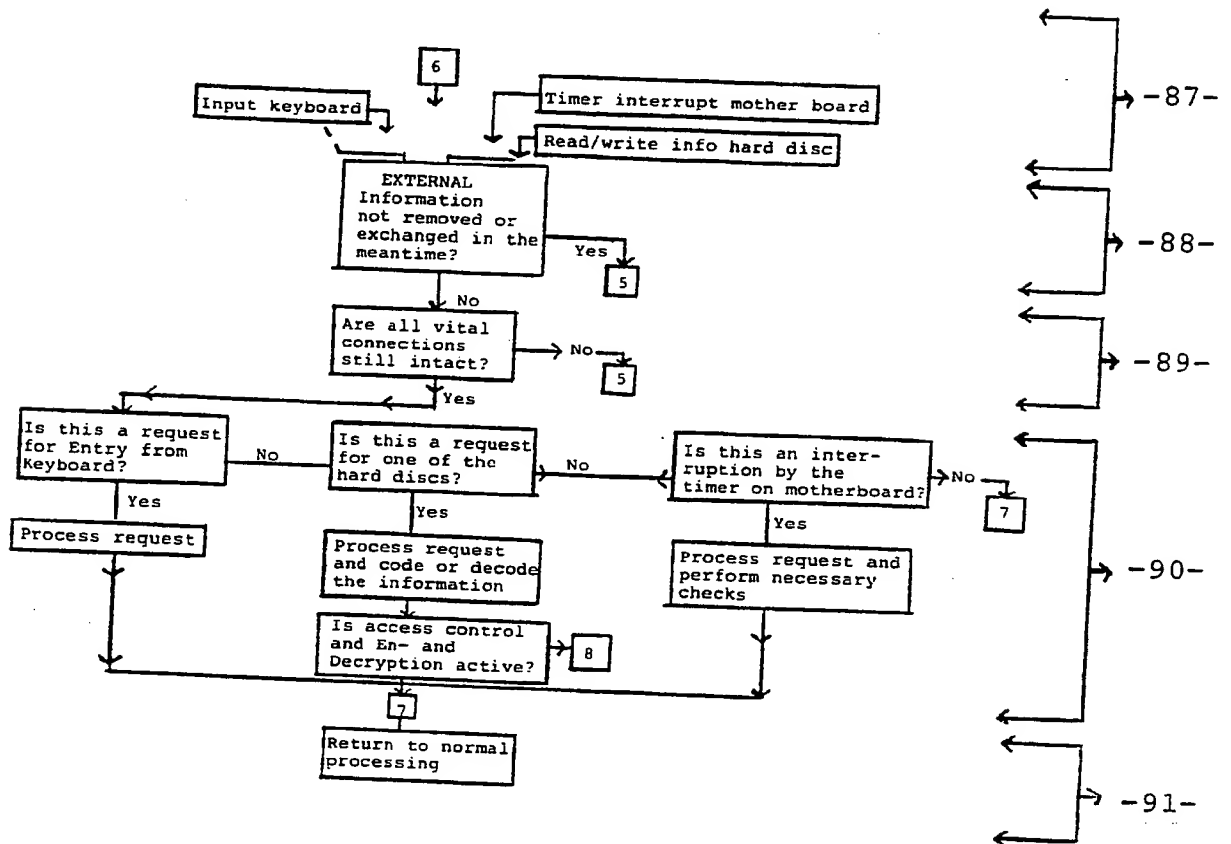 6
Input keyboard
Timer interrupt mother board
-87-
Read/write info hard disc
EXTERNAL
Information
not removed or
exchanged in the
meantime?
Yes
5
-88-
No
Are all vital
connections
still intact?
No
5
-89-
Yes
Is this a request
for Entry from
Keyboard?
No
Is this a request
for one of the
hard discs?
No
Is this an inter-
ruption by the
timer on motherboard?
No
7
Yes
Yes
Yes
Process request
Process request
and code or decode
the information
Process request and
perform necessary
checks
-90-
Is access control
and En- and
Decryption active?
8
7
Return to normal
processing
-91-